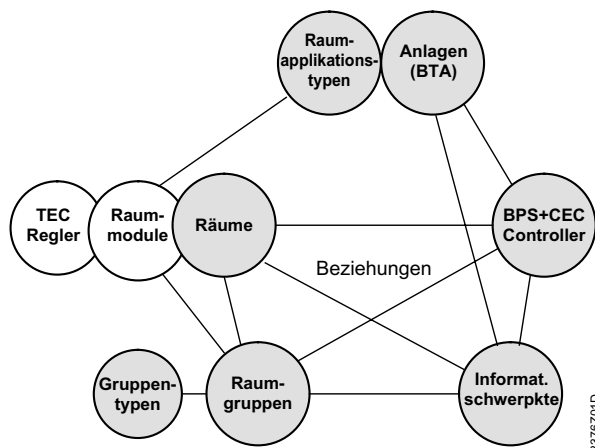 Raum-
applikations-
typen
Anlagen
(BTA)
TEC
Regler
Raum-
module
Räume
BPS+CEC
Controller
Beziehungen
Gruppen-
typen
Raum-
gruppen
Informat.
schwerpkte